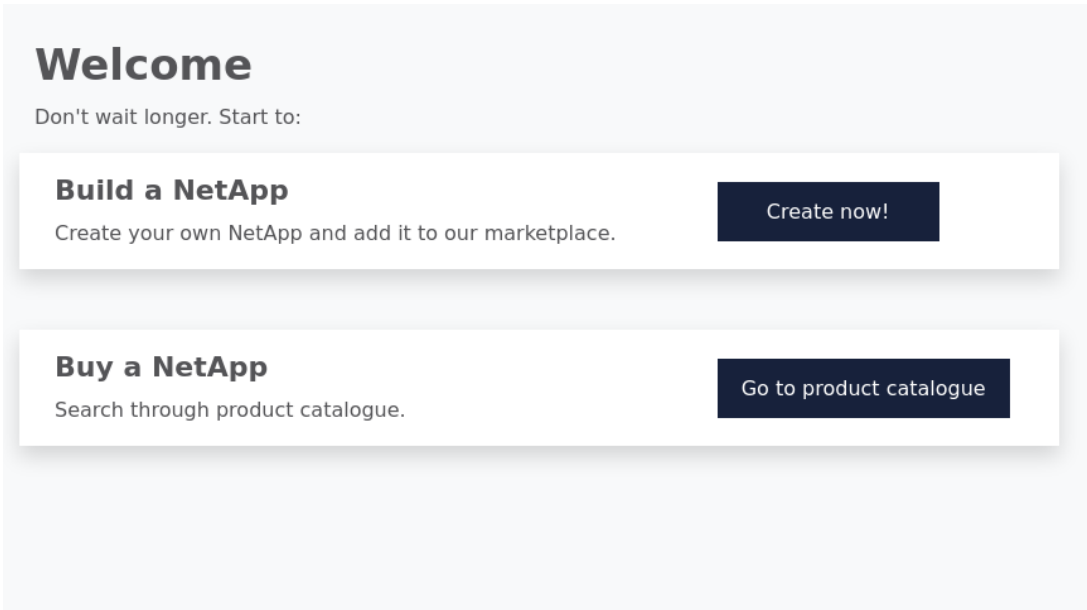 Welcome
Don't wait longer. Start to:
Build a NetApp
Create your own NetApp and add it to our marketplace.
Create now!
Buy a NetApp
Search through product catalogue.
Go to product catalogue